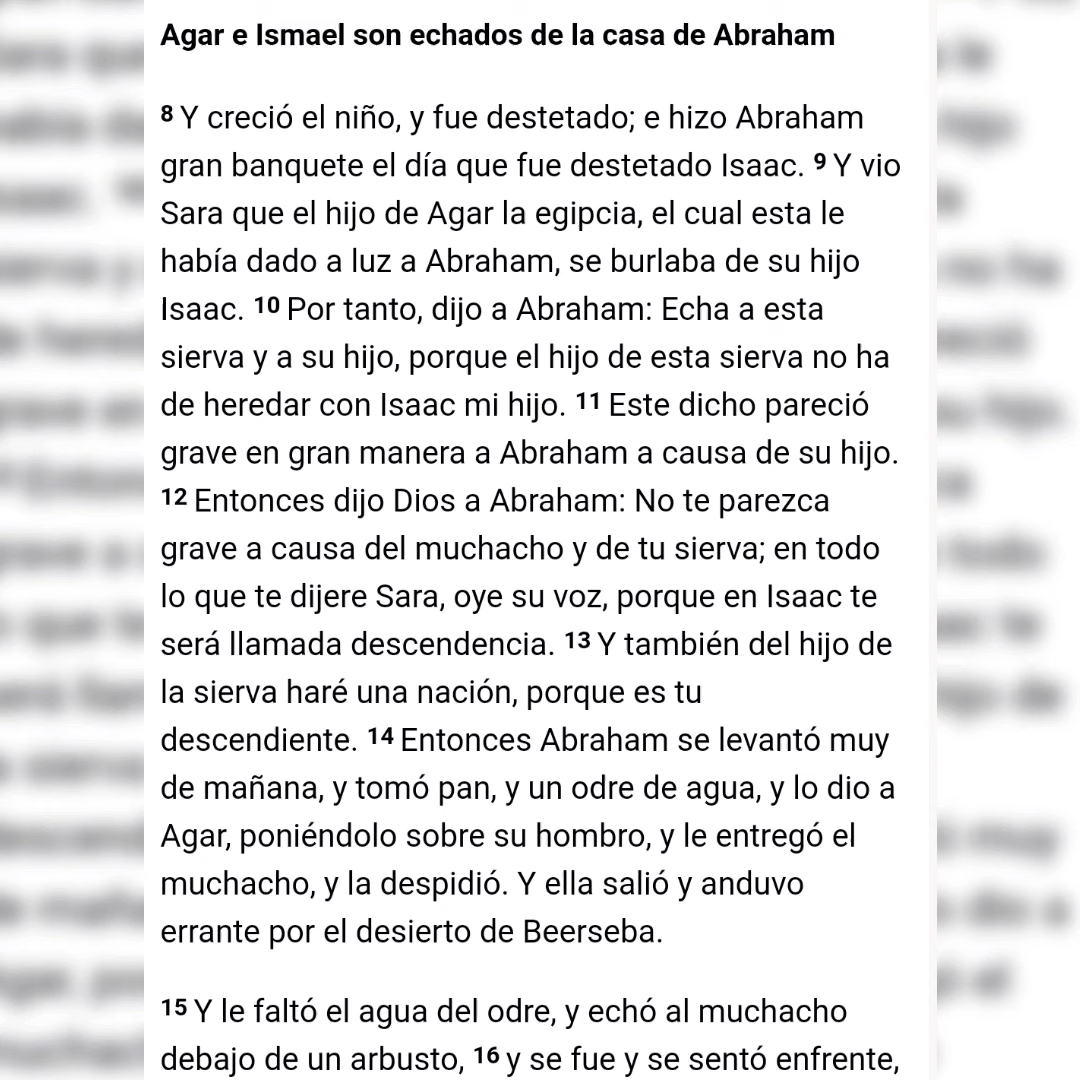 Agar e Ismael son echados de la casa de Abraham
8 Y creció el niño, y fue destetado; e hizo Abraham
gran banquete el día que fue destetado Isaac. 9 Y vio
Sara que el hijo de Agar la egipcia, el cual esta le
había dado a luz a Abraham, se burlaba de su hijo
Isaac. 10 Por tanto, dijo a Abraham: Echa a esta
sierva y a su hijo, porque el hijo de esta sierva no ha
de heredar con Isaac mi hijo. 11 Este dicho pareció
grave en gran manera a Abraham a causa de su hijo.
12 Entonces dijo Dios a Abraham: No te parezca
grave a causa del muchacho y de tu sierva; en todo
lo que te dijere Sara, oye su voz, porque en Isaac te
será llamada descendencia. 13 Y también del hijo de
la sierva haré una nación, porque es tu
descendiente. 14 Entonces Abraham se levantó muy
de mañana, y tomó pan, y un odre de agua, y lo dio a
Agar, poniéndolo sobre su hombro, y le entregó el
muchacho, y la despidió. Y ella salió y anduvo
errante por el desierto de Beerseba.
15 Y le faltó el agua del odre, y echó al muchacho
debajo de un arbusto, 16 y se fue y se sentó enfrente,